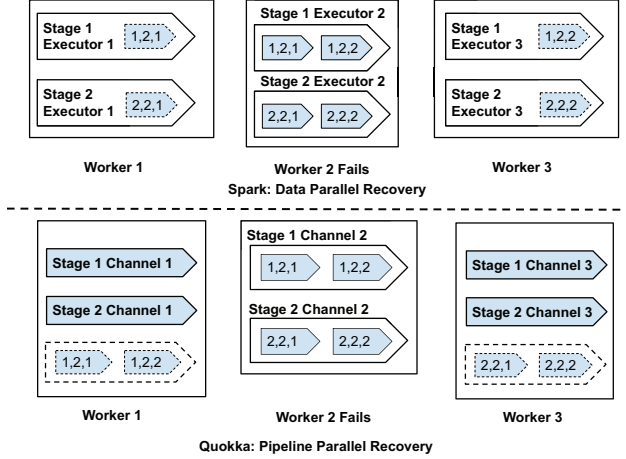 Stage 1
Executor 1
1,2,1
Stage 2
Executor 1
2,2,1
Worker 1
Stage 1 Executor 2
1,2,1
1,2,2
Stage 2 Executor 2
2,2,1
2,2,2
Worker 2 Fails
Stage 1
Executor 3
1,2,2
Stage 2
Executor 3
2,2,2
Worker 3
Spark: Data Parallel Recovery
Stage 1 Channel 1
Stage 2 Channel 1
1,2,1
1,2,2
Worker 1
Stage 1 Channel 2
1,2,1
1,2,2
Stage 2 Channel 2
2,2,1
2,2,2
Worker 2 Fails
Stage 1 Channel 3
Stage 2 Channel 3
2,2,1
2,2,2
Worker 3
Quokka: Pipeline Parallel Recovery